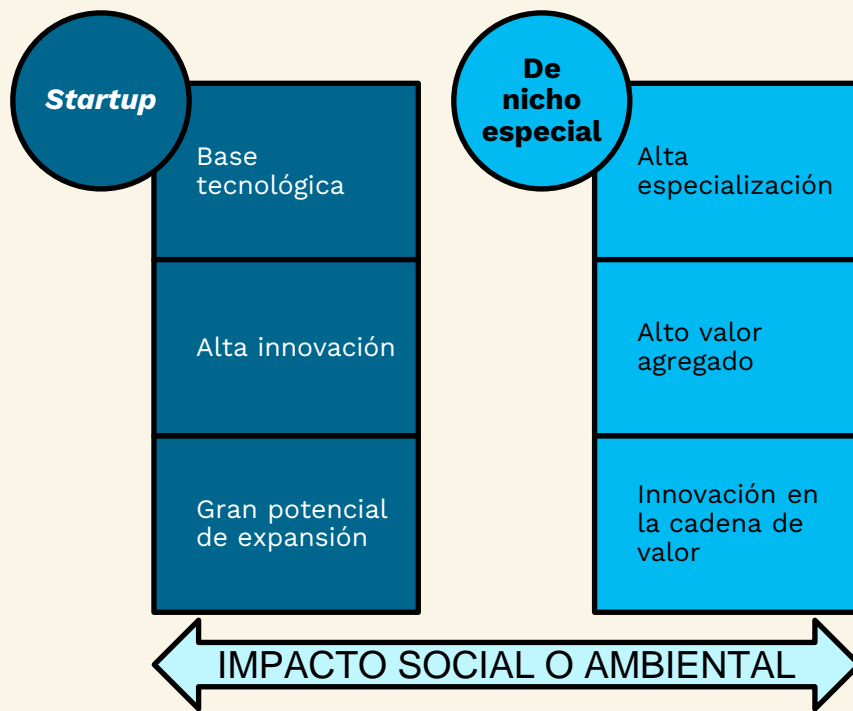 Startup
Base
tecnológica
Alta innovación
Gran potencial
de expansión
De
nicho
especial
Alta
especialización
Alto valor
agregado
Innovación en
la cadena de
valor
IMPACTO SOCIAL O AMBIENTAL